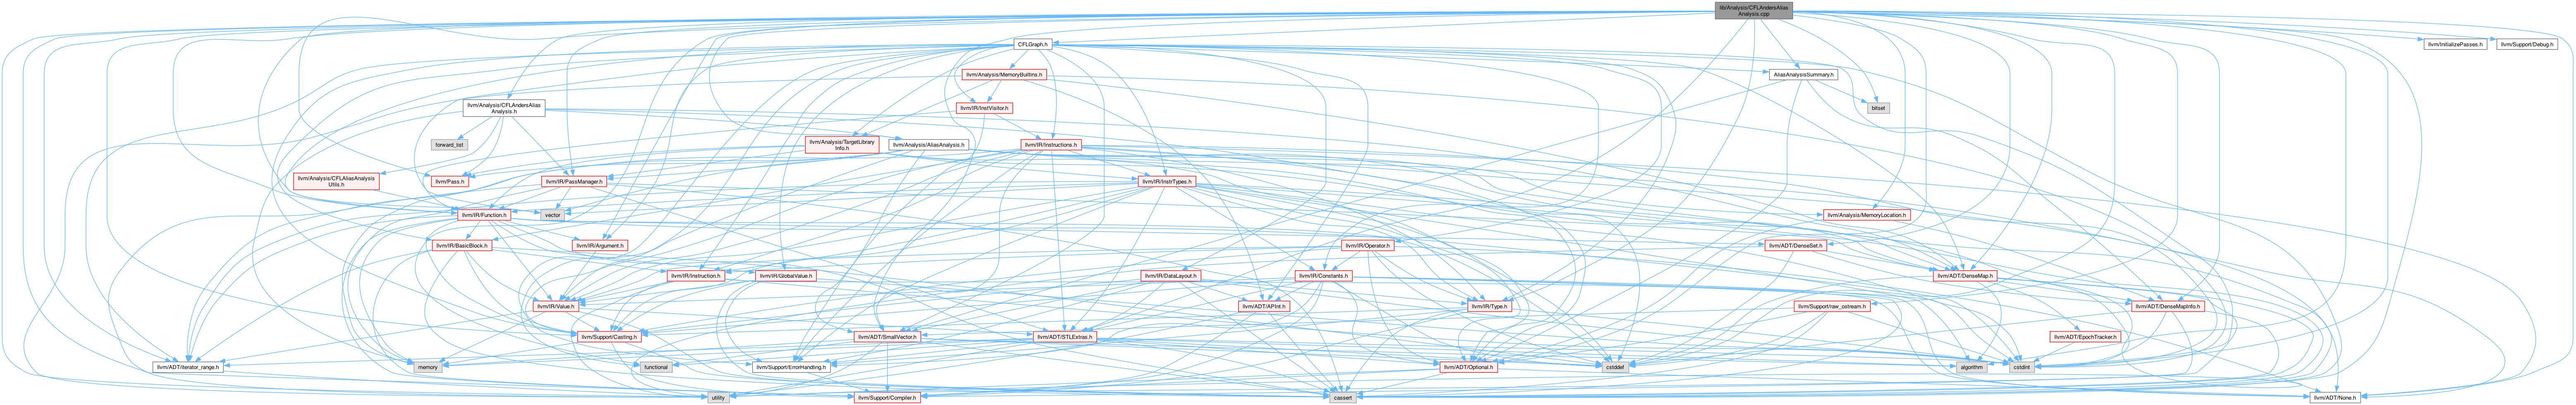 lib/Analysis/CFLAndersAlias
Analysis.cpp
CFLGraph.h
llvm/InitializePasses.h
llvm/Support/Debug.h
llvm/Analysis/MemoryBuiltins.h
AliasAnalysisSummary.h
llvm/Analysis/CFLAndersAlias
Analysis.h
llvm/IR/InstVisitor.h
bitset
forward_list
llvm/Analysis/TargetLibrary
Info.h
llvm/Analysis/AliasAnalysis.h
llvm/IR/Instructions.h
llvm/Analysis/CFLAliasAnalysis
Utils.h
llvm/Pass.h
llvm/IR/PassManager.h
llvm/IR/InstrTypes.h
vector
llvm/IR/Function.h
llvm/Analysis/MemoryLocation.h
llvm/IR/BasicBlock.h
llvm/IR/Argument.h
llvm/IR/Operator.h
llvm/ADT/DenseSet.h
llvm/IR/Instruction.h
llvm/IR/GlobalValue.h
llvm/IR/DataLayout.h
llvm/IR/Constants.h
llvm/ADT/DenseMap.h
llvm/IR/Value.h
llvm/ADT/APInt.h
llvm/IR/Type.h
llvm/Support/raw_ostream.h
llvm/ADT/DenseMapInfo.h
llvm/Support/Casting.h
llvm/ADT/SmallVector.h
llvm/ADT/STLExtras.h
llvm/ADT/EpochTracker.h
llvm/ADT/iterator_range.h
memory
functional
llvm/Support/ErrorHandling.h
cstddef
llvm/ADT/Optional.h
algorithm
cstdint
utility
llvm/Support/Compiler.h
cassert
llvm/ADT/None.h